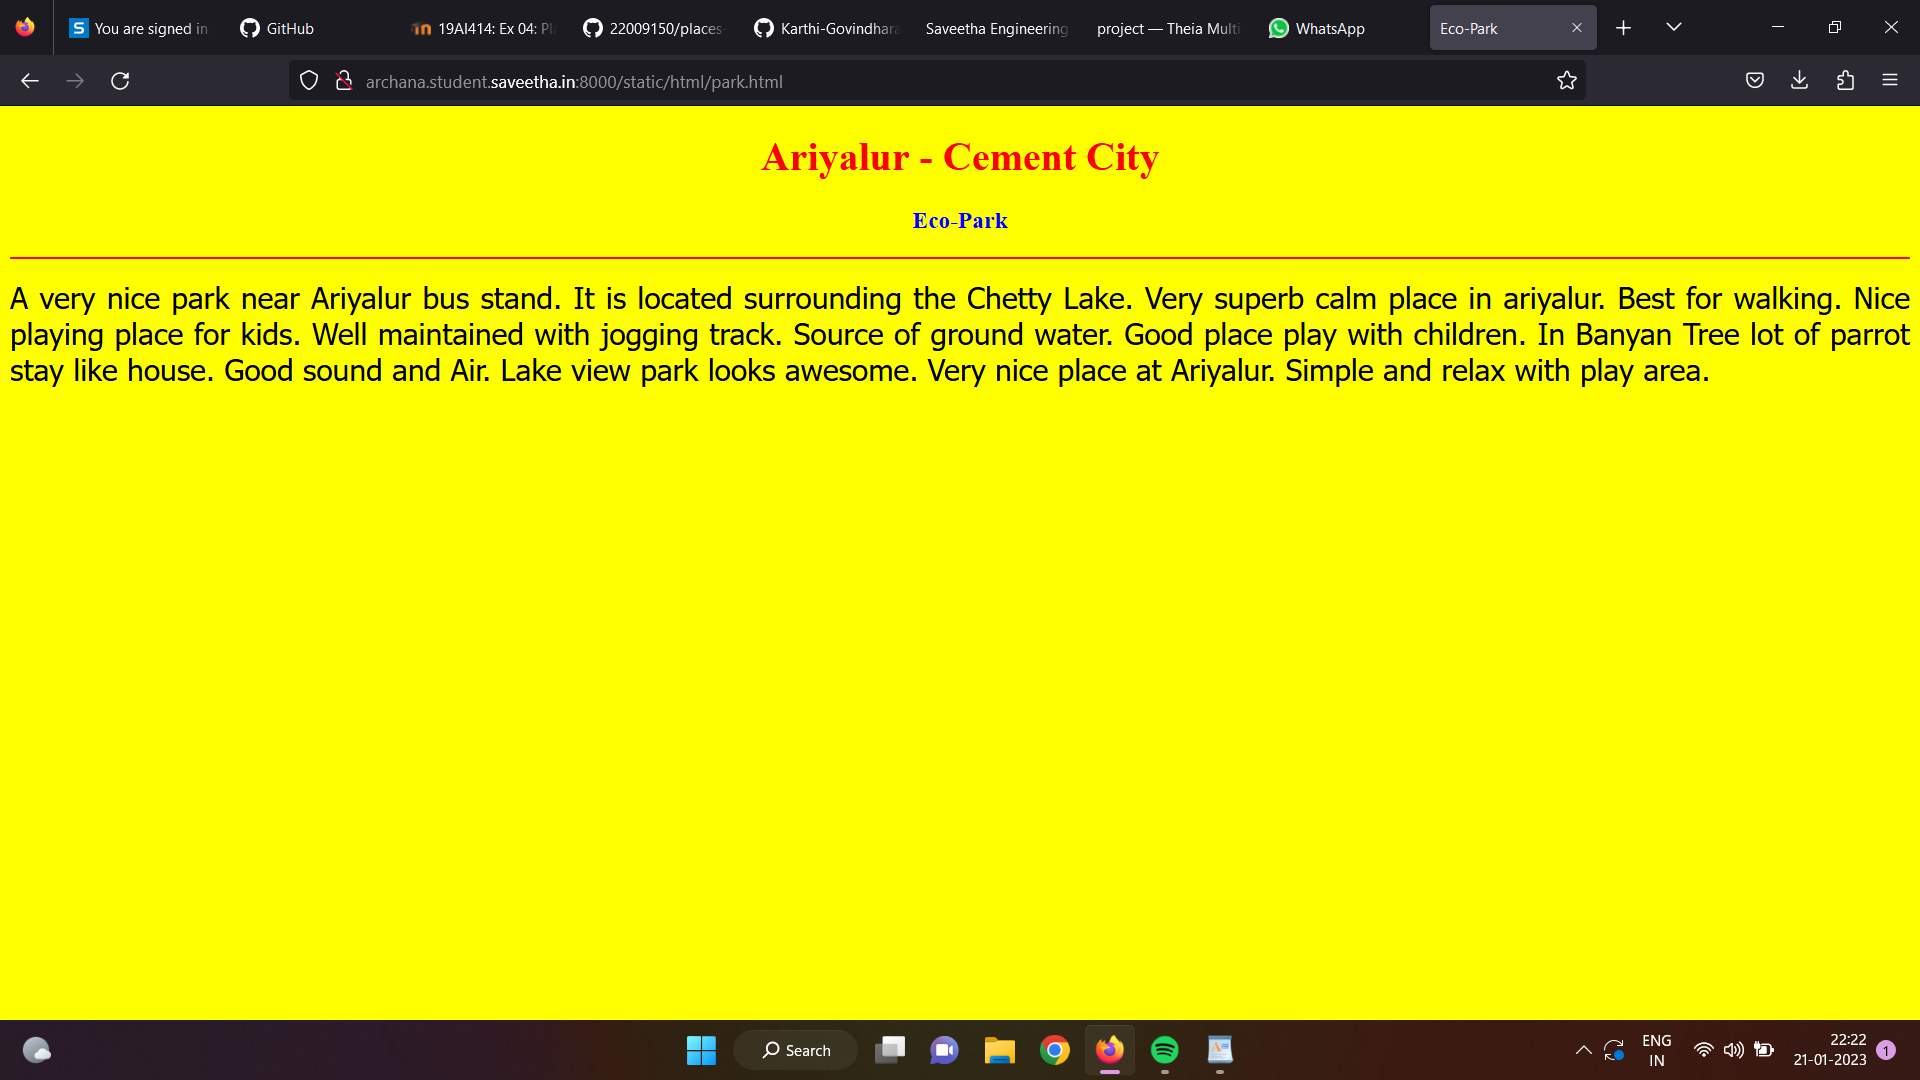 You are signed in
GitHub
19AI414: Ex 04: Pl
22009150/places-
Karthi-Govindhara
Saveetha Engineering
project — Theia Multi
WhatsApp
Eco-Park
archana.student.saveetha.in:8000/static/html/park.html
Ariyalur - Cement City
Eco-Park
A very nice park near Ariyalur bus stand. It is located surrounding the Chetty Lake. Very superb calm place in ariyalur. Best for walking. Nice
playing place for kids. Well maintained with jogging track. Source of ground water. Good place play with children. In Banyan Tree lot of parrot
stay like house. Good sound and Air. Lake view park looks awesome. Very nice place at Ariyalur. Simple and relax with play area.
Search
ENG
IN
22:22
21-01-2023
1